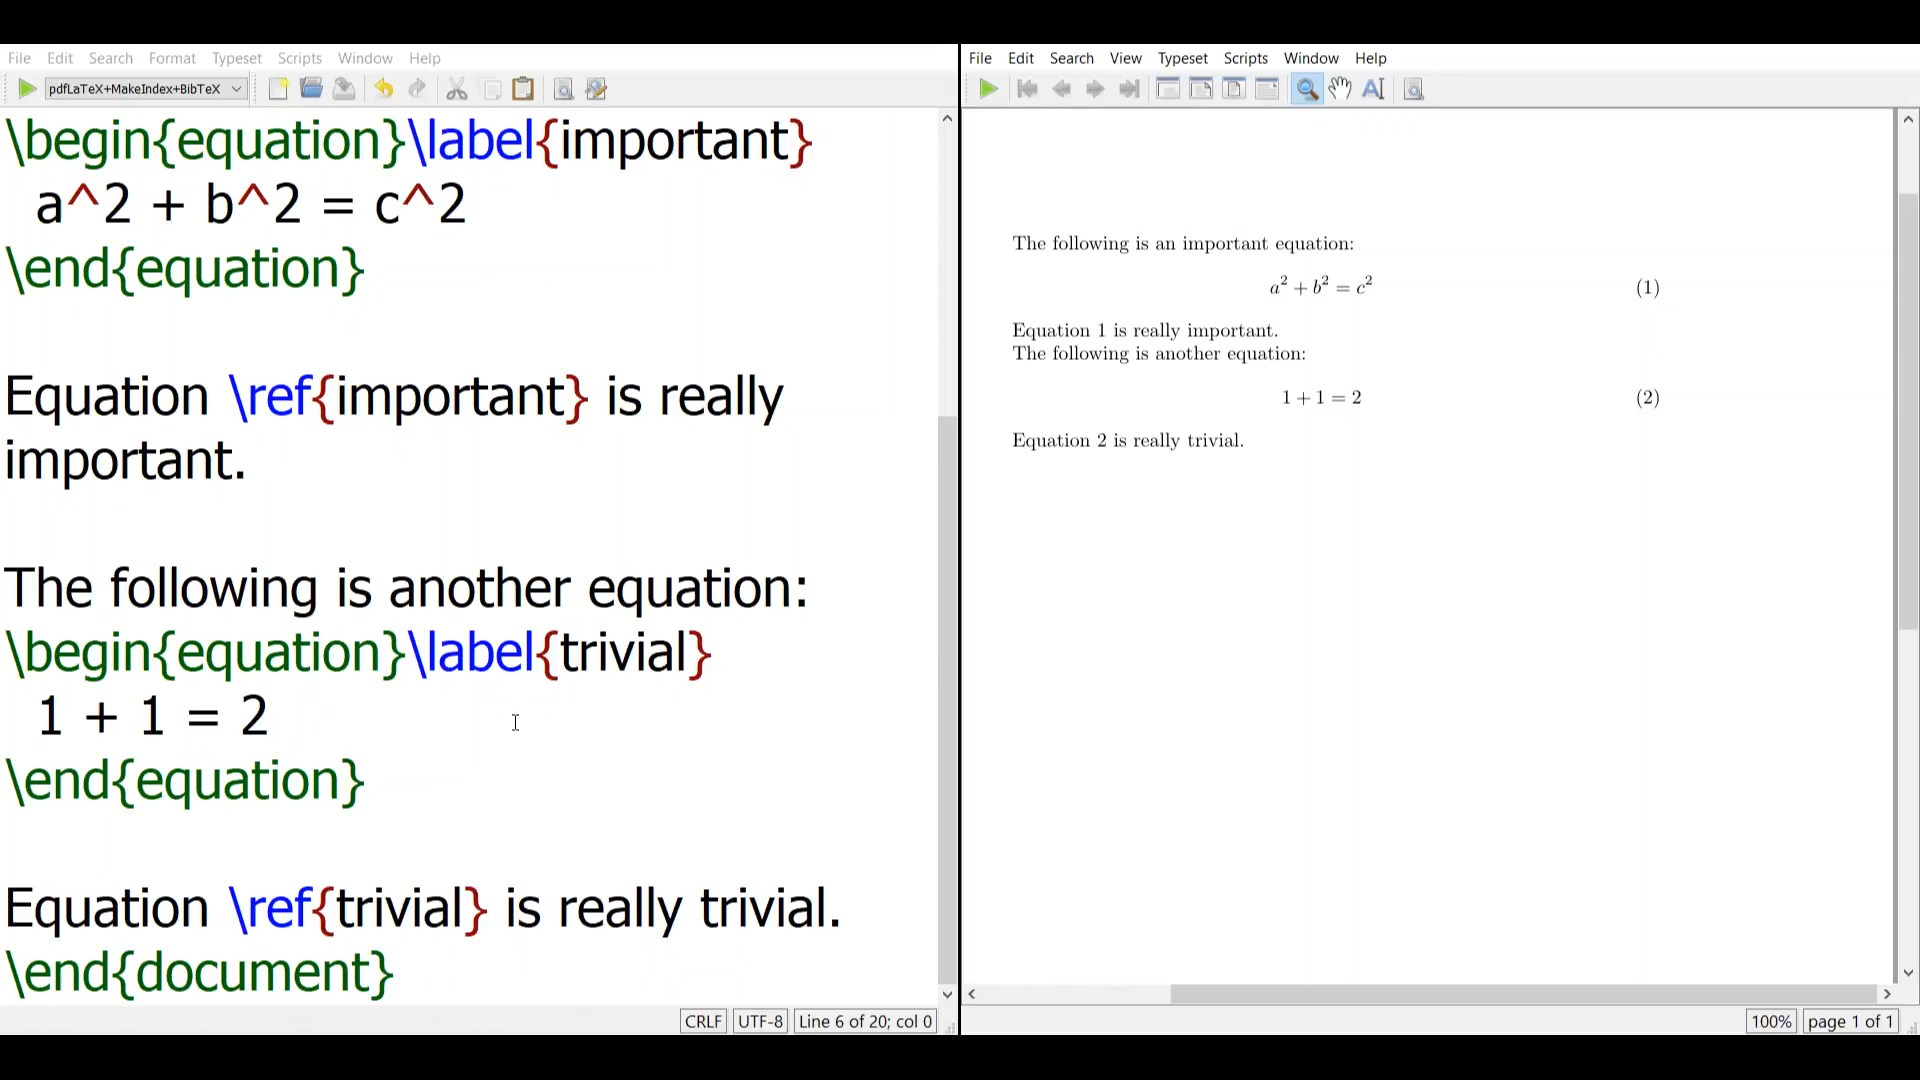 File Edit Search Format Typeset Scripts Window Help
pdfLaTeX+MakeIndex+BibTeX
\begin{equation}\label{important}
a^2 + b^2 = c^2
\end{equation}
Equation \ref{important} is really
important.
The following is another equation:
\begin{equation}\label{trivial}
1 + 1 = 2
\end{equation}
Equation \ref{trivial} is really trivial.
\end{document}
CRLF UTF-8 Line 6 of 20; col 0
File Edit Search View Typeset Scripts Window Help
The following is an important equation:
a² + b² = c² (1)
Equation 1 is really important.
The following is another equation:
1 + 1 = 2 (2)
Equation 2 is really trivial.
100% page 1 of 1